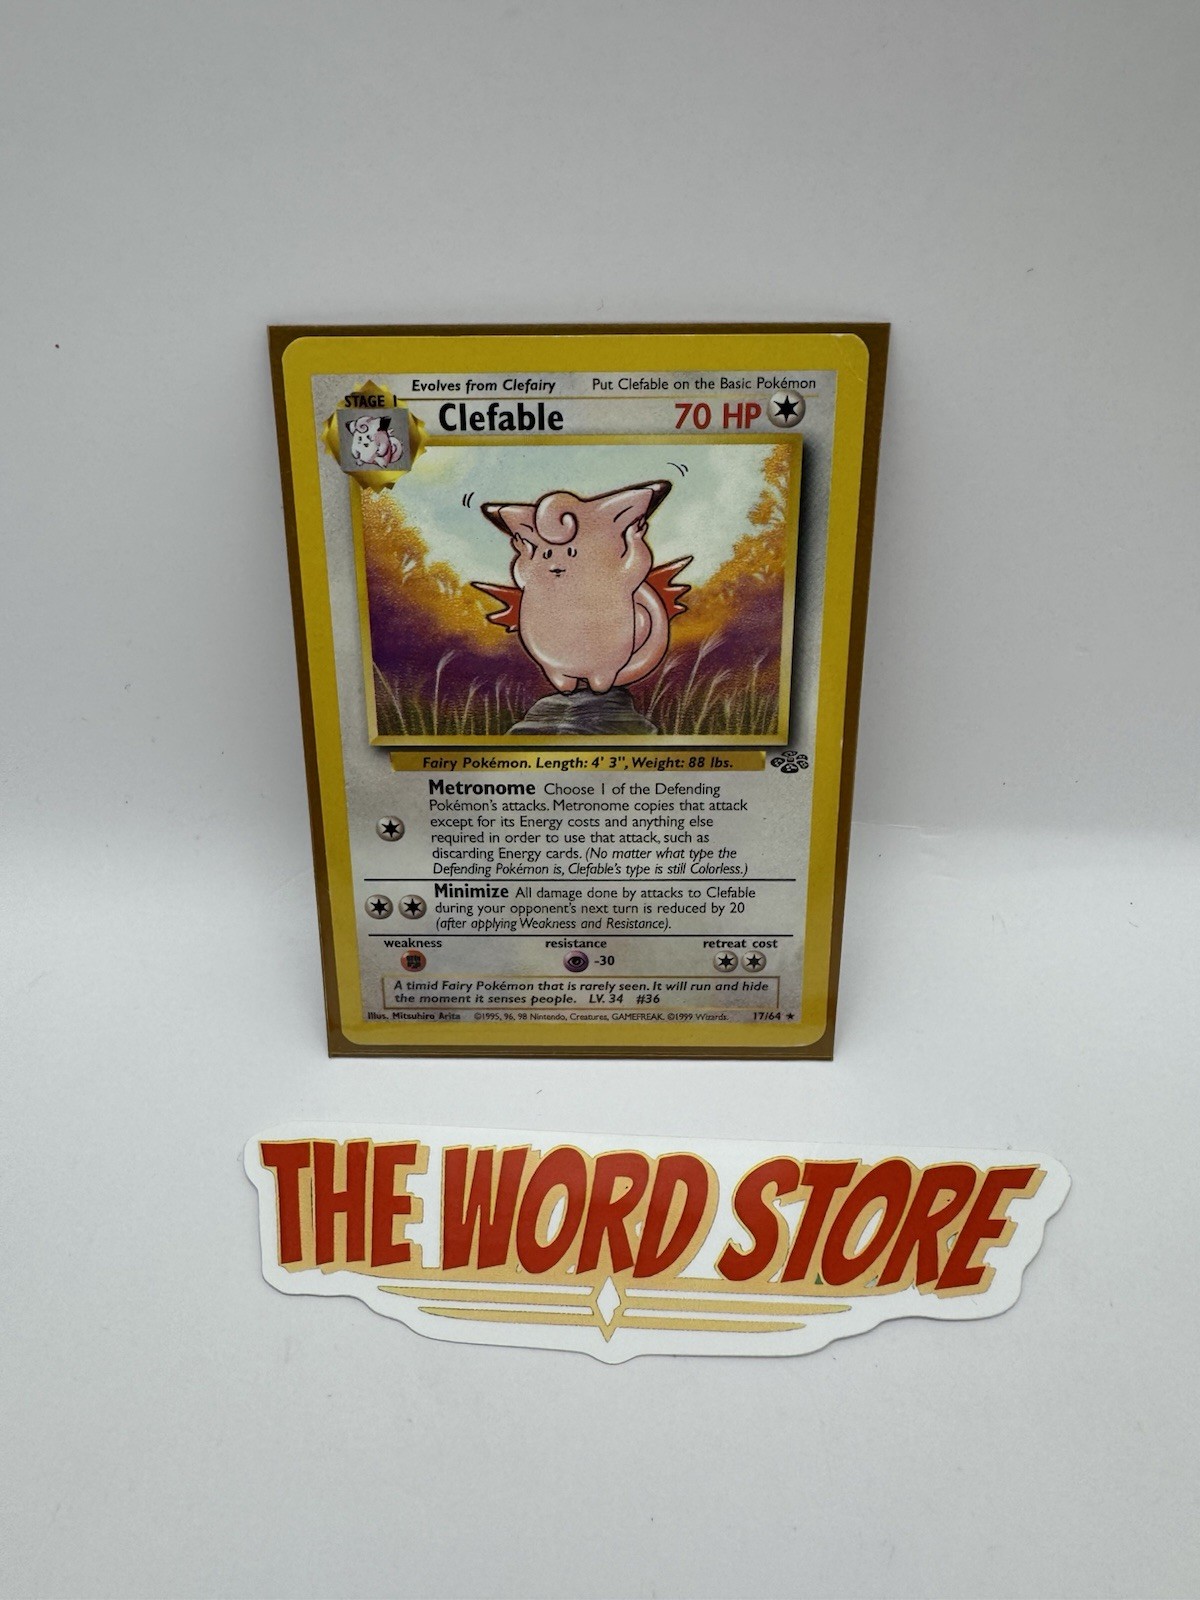 Evolves from Clefairy Put Clefable on the Basic Pokémon
STAGE 1
Clefable 70 HP
Fairy Pokémon. Length: 4' 3", Weight: 88 lbs.
Metronome Choose 1 of the Defending
Pokémon's attacks. Metronome copies that attack
except for its Energy costs and anything else
required in order to use that attack, such as
discarding Energy cards. (No matter what type the
Defending Pokémon is, Clefable's type is still Colorless.)
Minimize All damage done by attacks to Clefable
during your opponent's next turn is reduced by 20
(after applying Weakness and Resistance).
weakness resistance retreat cost
-30
A timid Fairy Pokémon that is rarely seen. It will run and hide
the moment it senses people. LV. 34 #36
Illus. Mitsuhiro Arita ©1995, 96, 98 Nintendo, Creatures, GAMEFREAK. ©1999 Wizards. 17/64 ★
THE WORD STORE